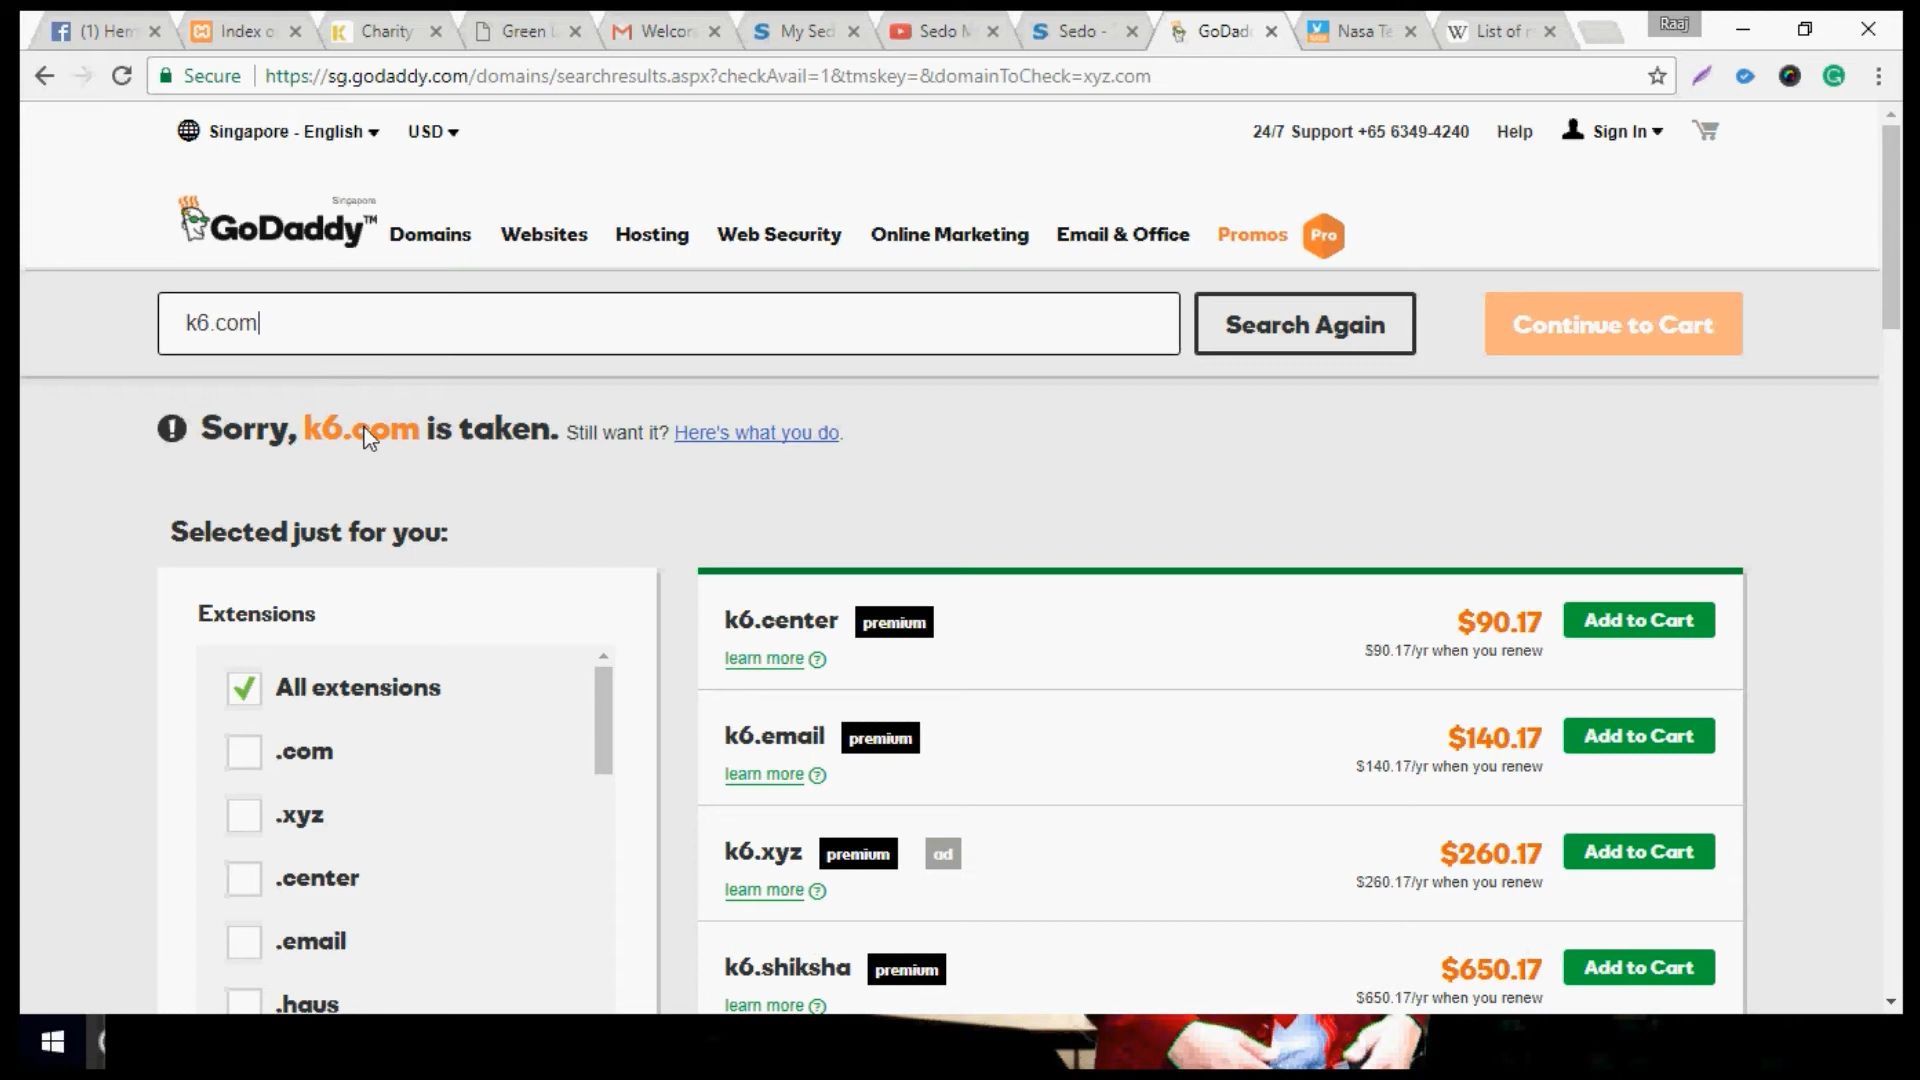 (1) Hem
Index o
Charity
Green L
Welcom
My Sed
Sedo M
Sedo -
GoDad
Nasa Te
List of r
Raaj
Secure
https://sg.godaddy.com/domains/searchresults.aspx?checkAvail=1&tmskey=&domainToCheck=xyz.com
Singapore - English
USD
24/7 Support +65 6349-4240
Help
Sign In
Singapore
GoDaddy™
Domains
Websites
Hosting
Web Security
Online Marketing
Email & Office
Promos
Pro
k6.com
Search Again
Continue to Cart
Sorry, k6.com is taken. Still want it? Here's what you do.
Selected just for you:
Extensions
All extensions
.com
.xyz
.center
.email
.haus
k6.center premium
$90.17
Add to Cart
learn more
$90.17/yr when you renew
k6.email premium
$140.17
Add to Cart
learn more
$140.17/yr when you renew
k6.xyz premium ad
$260.17
Add to Cart
learn more
$260.17/yr when you renew
k6.shiksha premium
$650.17
Add to Cart
learn more
$650.17/yr when you renew